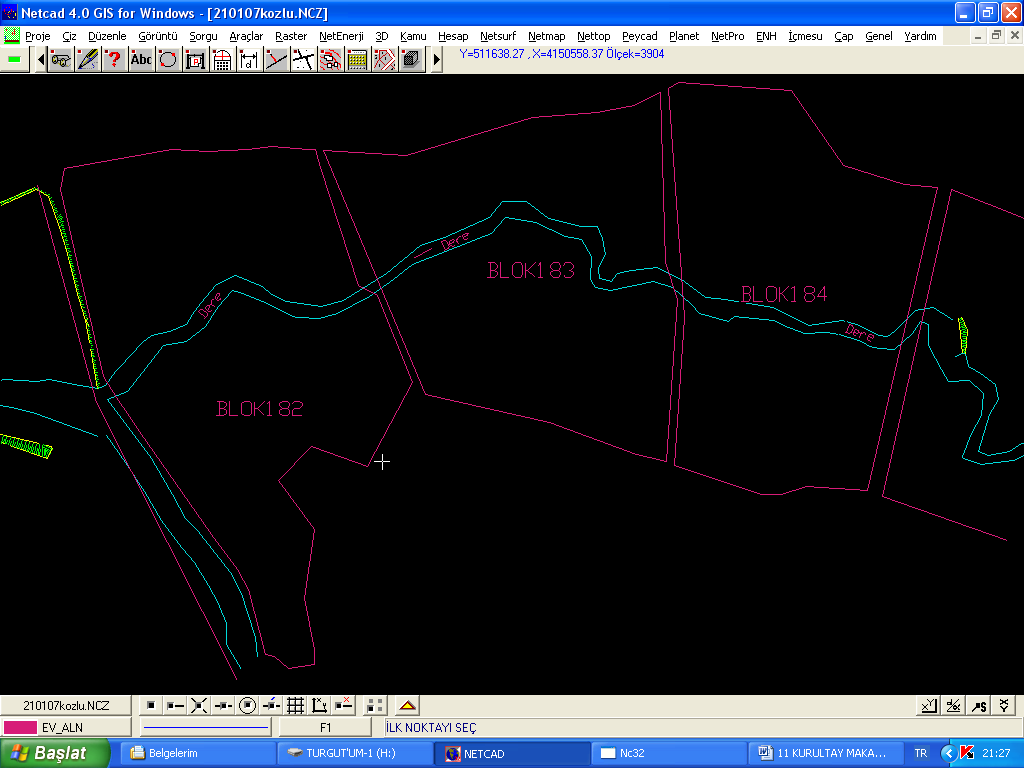 Netcad 4.0 GIS for Windows - [210107kozlu.NCZ]
Proje Çiz Düzenle Görüntü Sorgu Araçlar Raster NetEnerji 3D Kamu Hesap Netsurf Netmap Nettop Peycad Planet NetPro ENH İçmesu Çap Genel Yardım
Abc
Y=511638.27 , X=4150558.37 Ölçek=3904
Dere
BLOK183
BLOK184
Dere
Dere
BLOK182
210107kozlu.NCZ
EV_ALN
F1
İLK NOKTAYI SEÇ
Başlat
Belgelerim
TURGUT'UM-1 (H:)
NETCAD
Nc32
11 KURULTAY MAKA...
TR
21:27